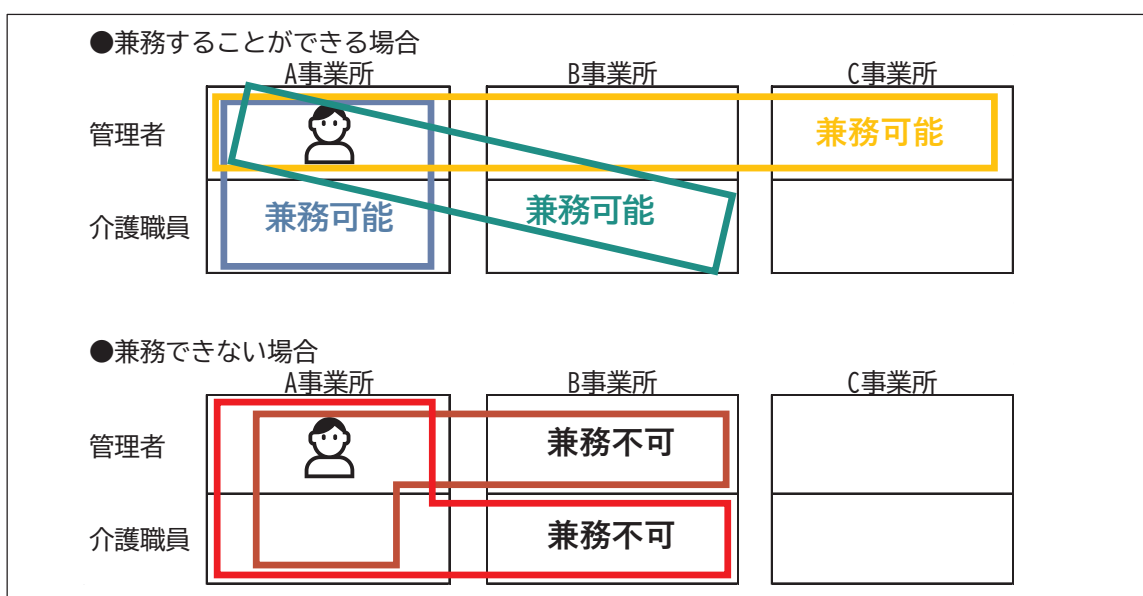 ●兼務することができる場合
A事業所 B事業所 C事業所
管理者 兼務可能
介護職員 兼務可能 兼務可能
●兼務できない場合
A事業所 B事業所 C事業所
管理者 兼務不可
介護職員 兼務不可